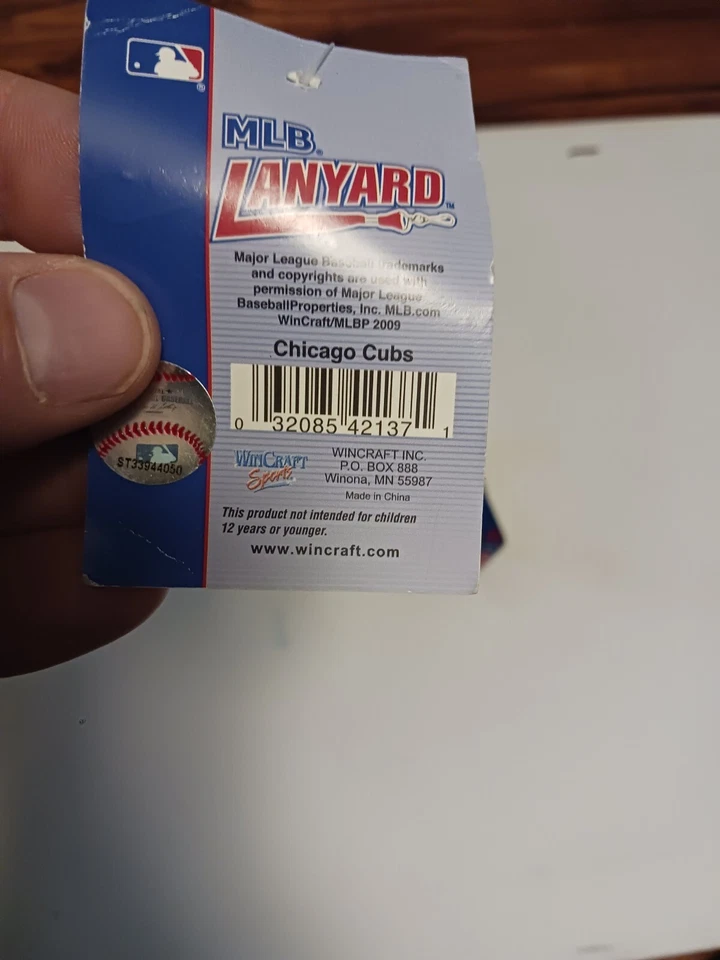 MLB®
LANYARD™
Major League Baseball trademarks
and copyrights are used with
permission of Major League
BaseballProperties, Inc. MLB.com
WinCraft/MLBP 2009
Chicago Cubs
0 32085 42137 1
WINCRAFT
Sports
WINCRAFT INC.
P.O. BOX 888
Winona, MN 55987
Made in China
This product not intended for children
12 years or younger.
www.wincraft.com
BASEBALL
ST33944050